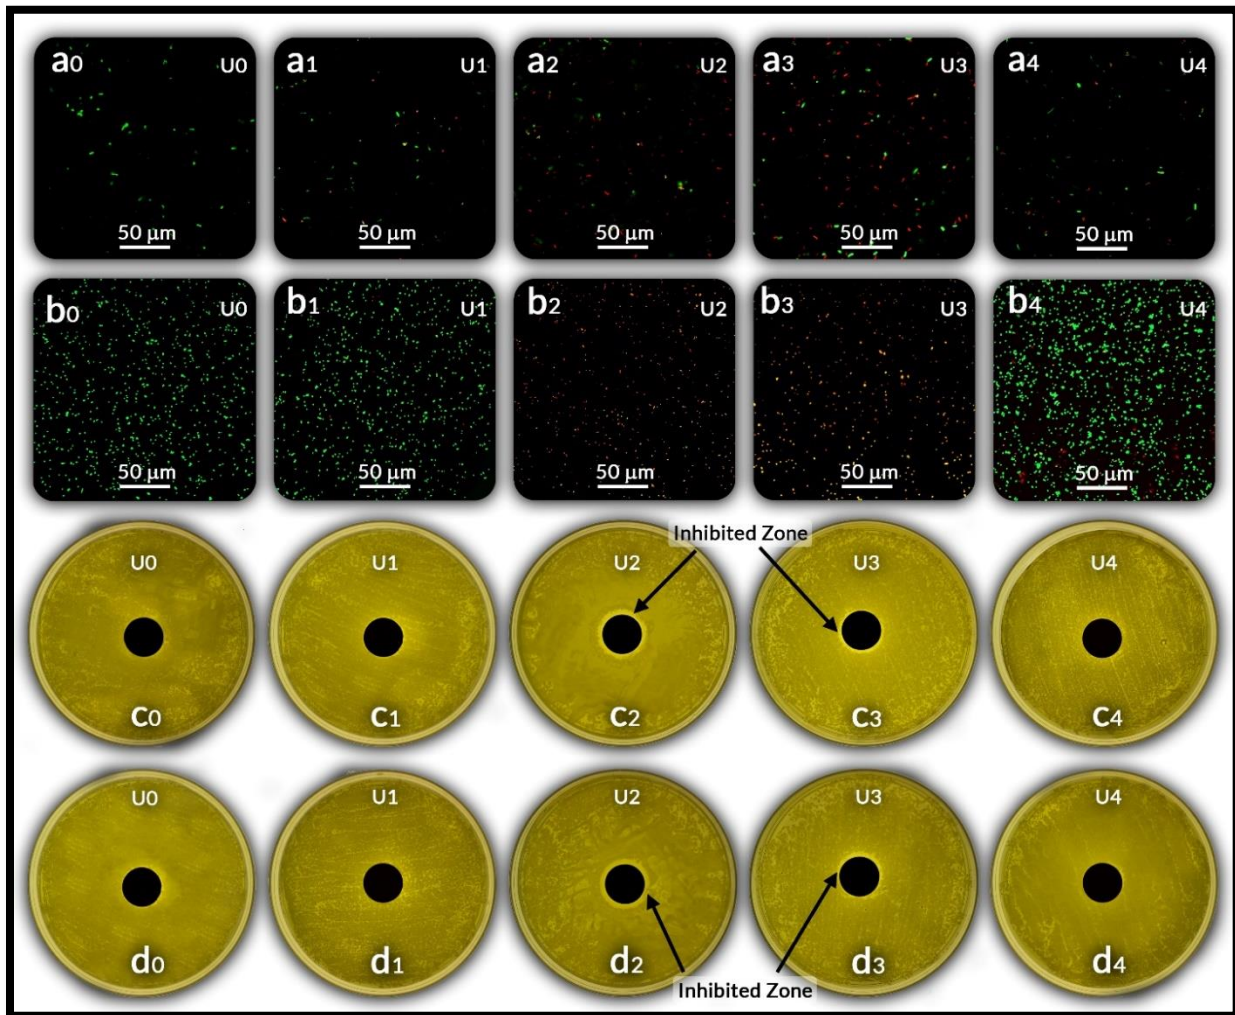 a0 U0
a1 U1
a2 U2
a3 U3
a4 U4
50 μm
50 μm
50 μm
50 μm
50 μm
b0 U0
b1 U1
b2 U2
b3 U3
b4 U4
50 μm
50 μm
50 μm
50 μm
50 μm
Inhibited Zone
U0
U1
U2
U3
U4
c0
c1
c2
c3
c4
U0
U1
U2
U3
U4
d0
d1
d2
d3
d4
Inhibited Zone